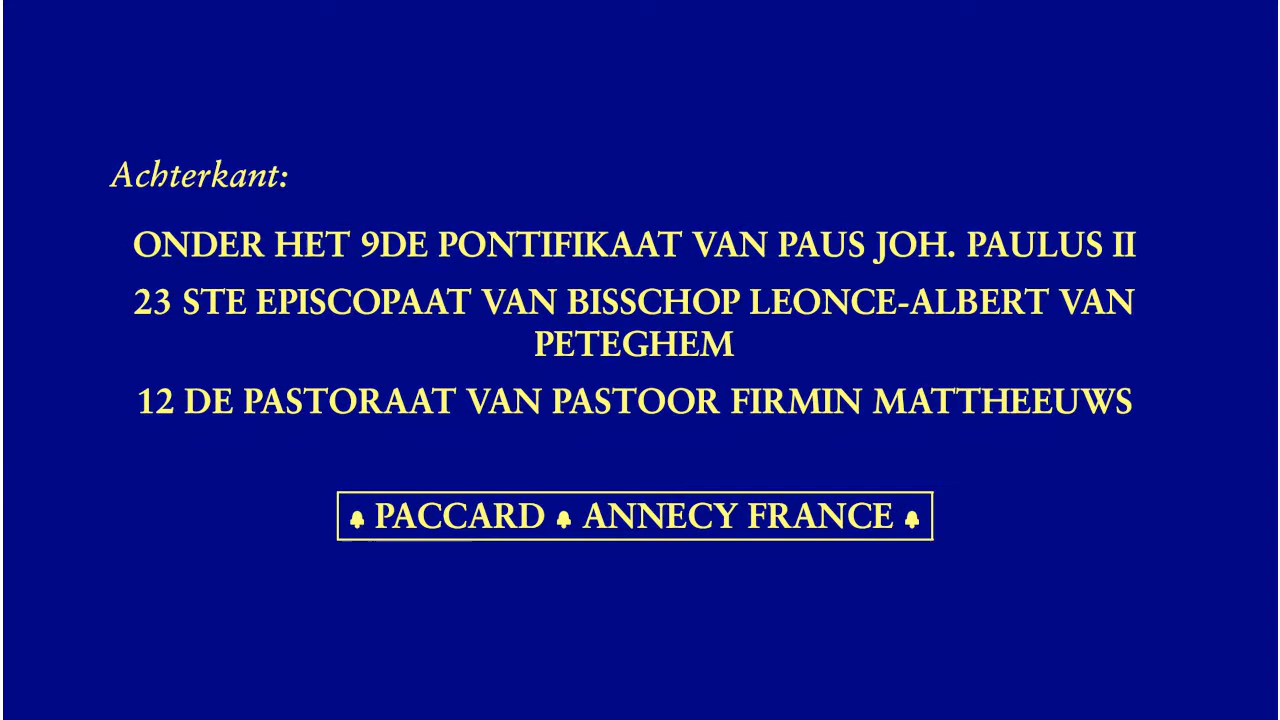 Achterkant:
ONDER HET 9DE PONTIFIKAAT VAN PAUS JOH. PAULUS II
23 STE EPISCOPAAT VAN BISSCHOP LEONCE-ALBERT VAN
PETEGHEM
12 DE PASTORAAT VAN PASTOOR FIRMIN MATTHEEUWS
PACCARD ANNECY FRANCE